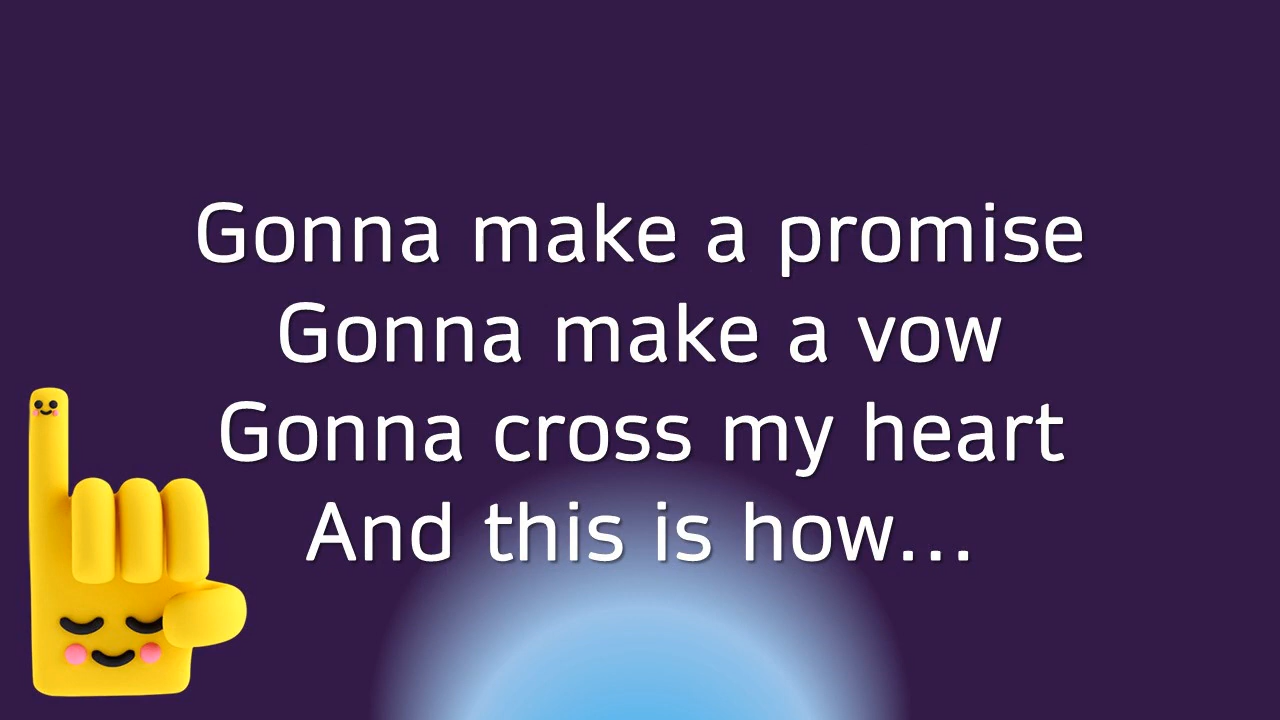 Gonna make a promise
Gonna make a vow
Gonna cross my heart
And this is how...